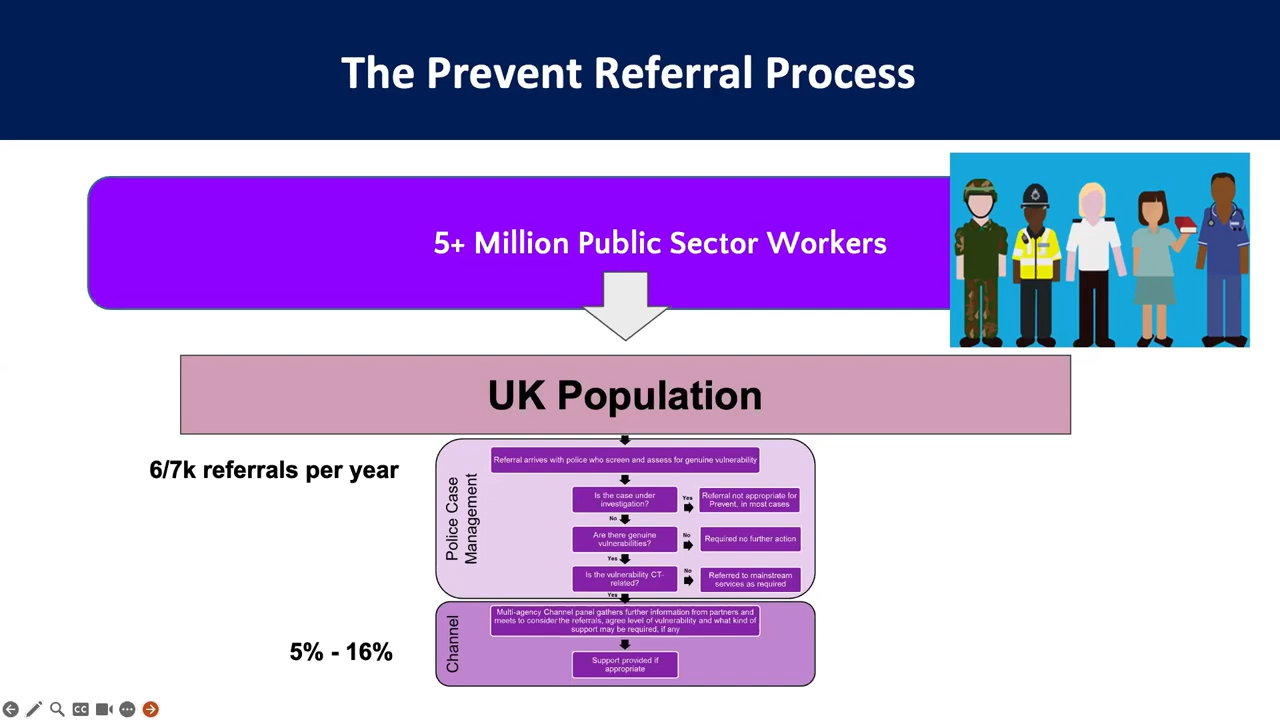 The Prevent Referral Process
5+ Million Public Sector Workers
UK Population
6/7k referrals per year
Police Case
Management
Referral arrives with police who screen and assess for genuine vulnerability
Is the case under
investigation?
Yes
Referral not appropriate for
Prevent, in most cases
No
Are there genuine
vulnerabilities?
No
Required no further action
Yes
Is the vulnerability CT-
related?
No
Referred to mainstream
services as required
Yes
5% - 16%
Channel
Multi-agency Channel panel gathers further information from partners and
meets to consider the referrals, agree level of vulnerability and what kind of
support may be required, if any
Support provided if
appropriate
CC